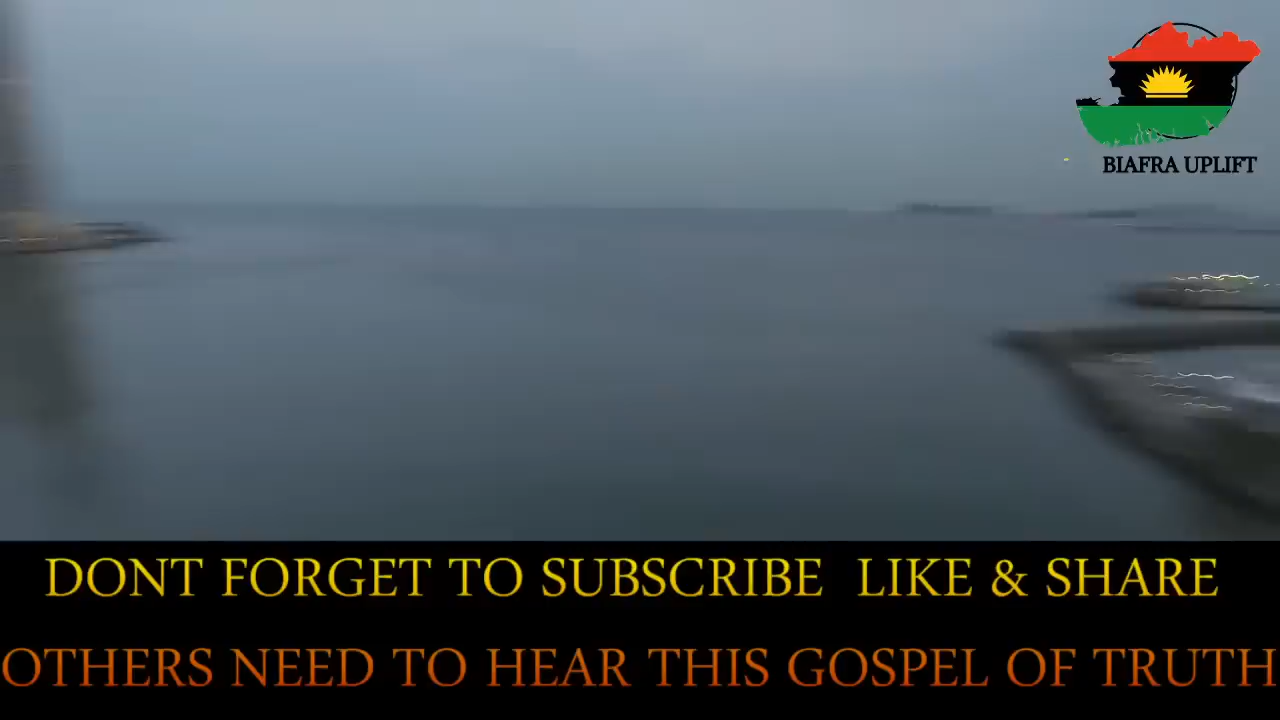 BIAFRA UPLIFT
DONT FORGET TO SUBSCRIBE LIKE & SHARE
OTHERS NEED TO HEAR THIS GOSPEL OF TRUTH